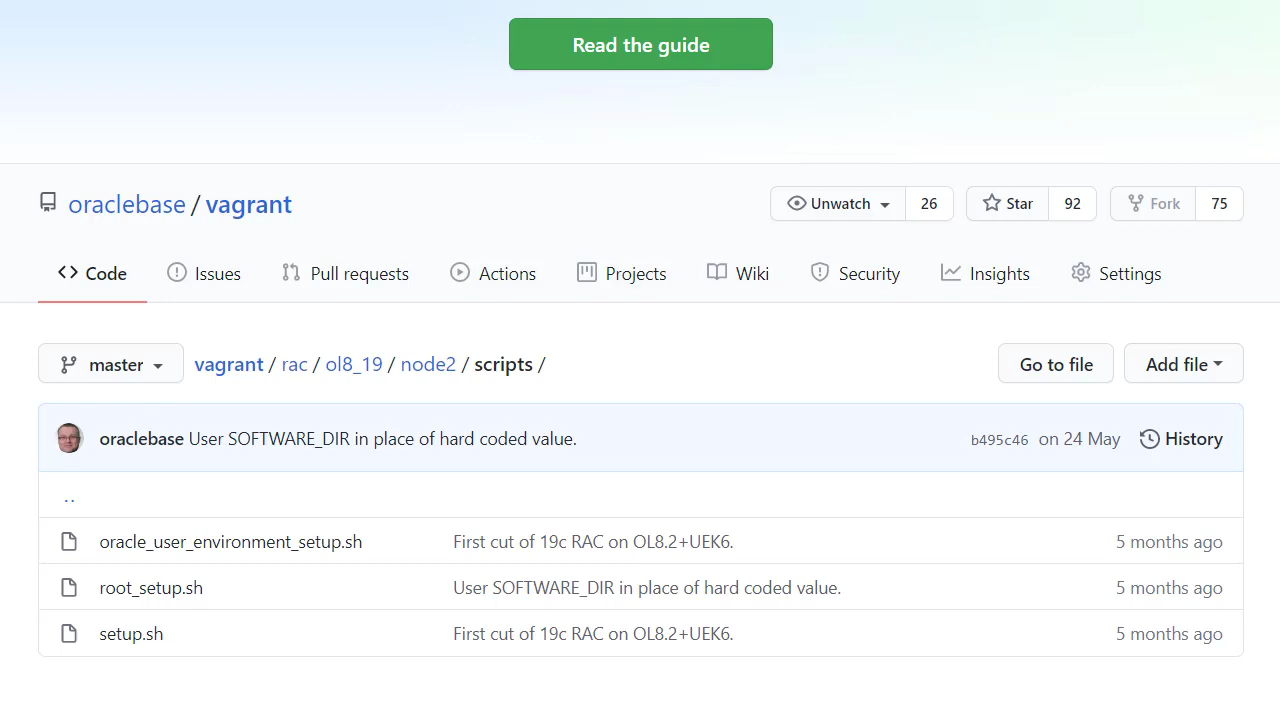 Read the guide
oraclebase / vagrant
Unwatch 26 Star 92 Fork 75
Code Issues Pull requests Actions Projects Wiki Security Insights Settings
master vagrant / rac / ol8_19 / node2 / scripts / Go to file Add file
oraclebase User SOFTWARE_DIR in place of hard coded value. b495c46 on 24 May History
..
oracle_user_environment_setup.sh First cut of 19c RAC on OL8.2+UEK6. 5 months ago
root_setup.sh User SOFTWARE_DIR in place of hard coded value. 5 months ago
setup.sh First cut of 19c RAC on OL8.2+UEK6. 5 months ago